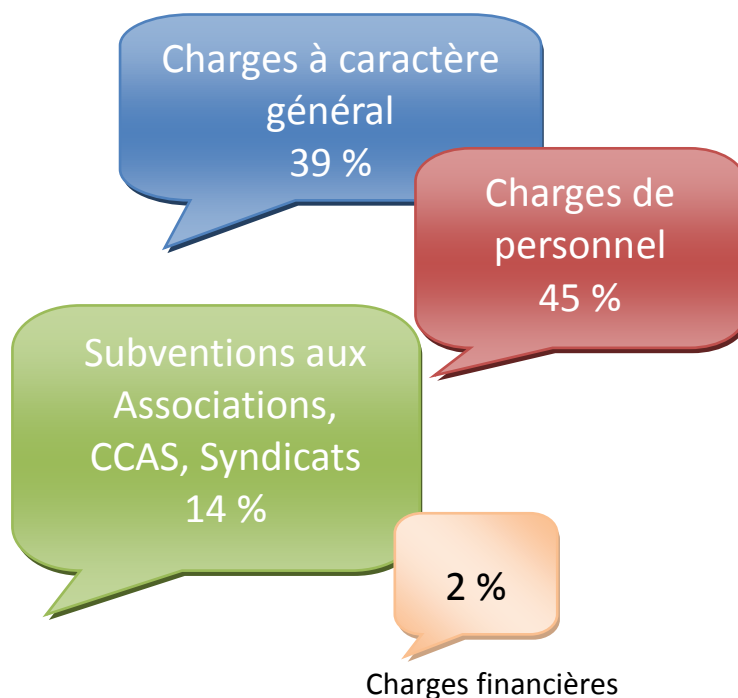 Charges à caractère
général
39 %
Charges de
personnel
45 %
Subventions aux
Associations,
CCAS, Syndicats
14 %
2 %
Charges financières